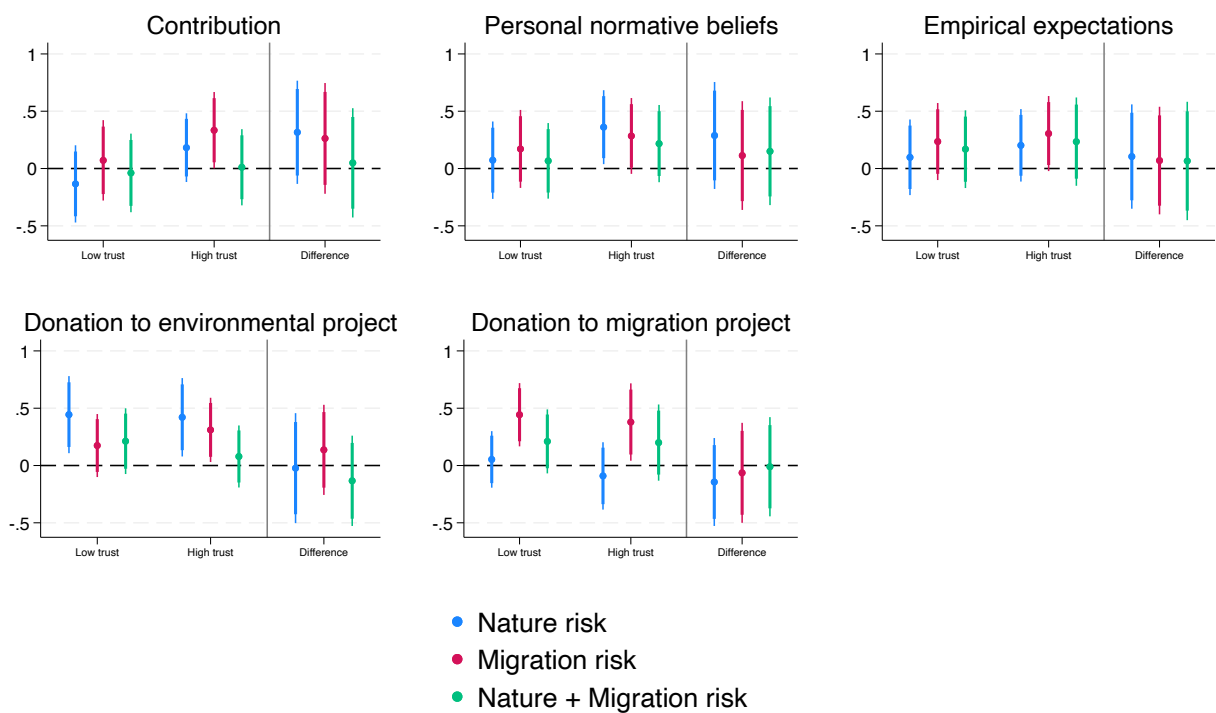 Contribution
1
.5
0
-.5
Low trust
High trust
Difference
Personal normative beliefs
1
.5
0
-.5
Low trust
High trust
Difference
Empirical expectations
1
.5
0
-.5
Low trust
High trust
Difference
Donation to environmental project
1
.5
0
-.5
Low trust
High trust
Difference
Donation to migration project
1
.5
0
-.5
Low trust
High trust
Difference
Nature risk
Migration risk
Nature + Migration risk